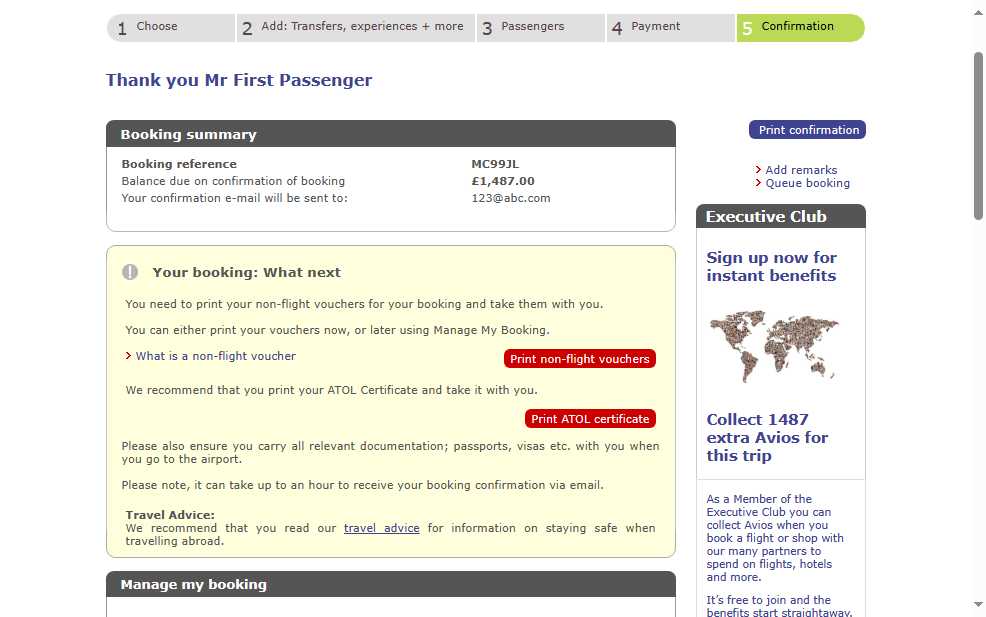 1 Choose
2 Add: Transfers, experiences + more
3 Passengers
4 Payment
5 Confirmation
Thank you Mr First Passenger
Booking summary
Booking reference MC99JL
Balance due on confirmation of booking £1,487.00
Your confirmation e-mail will be sent to: 123@abc.com
! Your booking: What next
You need to print your non-flight vouchers for your booking and take them with you.
You can either print your vouchers now, or later using Manage My Booking.
What is a non-flight voucher
Print non-flight vouchers
We recommend that you print your ATOL Certificate and take it with you.
Print ATOL certificate
Please also ensure you carry all relevant documentation; passports, visas etc. with you when
you go to the airport.
Please note, it can take up to an hour to receive your booking confirmation via email.
Travel Advice:
We recommend that you read our travel advice for information on staying safe when
travelling abroad.
Manage my booking
Print confirmation
Add remarks
Queue booking
Executive Club
Sign up now for
instant benefits
Collect 1487
extra Avios for
this trip
As a Member of the
Executive Club you can
collect Avios when you
book a flight or shop with
our many partners to
spend on flights, hotels
and more.
It's free to join and the
benefits start straightaway.